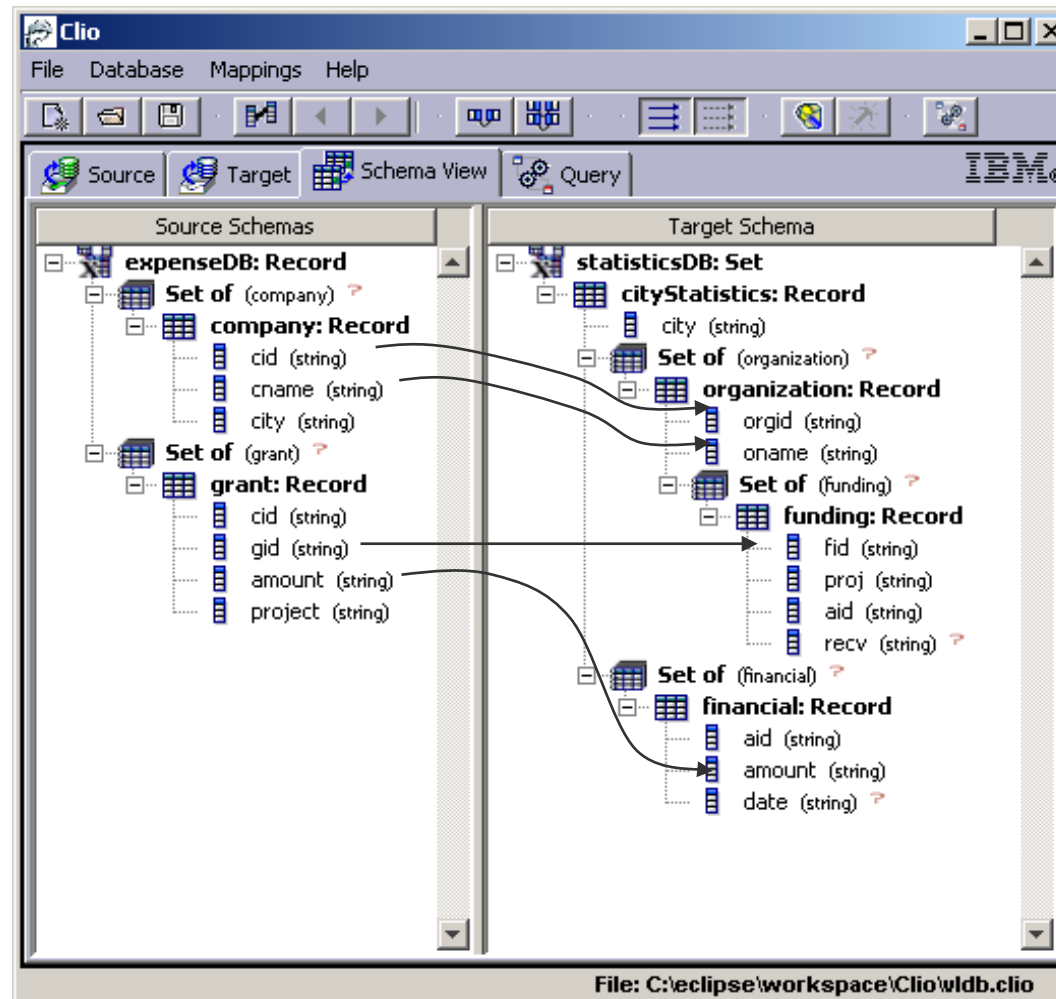 Clio
File Database Mappings Help
Source Target Schema View Query IBM
Source Schemas
expenseDB: Record
Set of (company) ?
company: Record
cid (string)
cname (string)
city (string)
Set of (grant) ?
grant: Record
cid (string)
gid (string)
amount (string)
project (string)
Target Schema
statisticsDB: Set
cityStatistics: Record
city (string)
Set of (organization) ?
organization: Record
orgid (string)
oname (string)
Set of (funding) ?
funding: Record
fid (string)
proj (string)
aid (string)
recv (string) ?
Set of (financial) ?
financial: Record
aid (string)
amount (string)
date (string) ?
File: C:\eclipse\workspace\Clio\vldb.clio